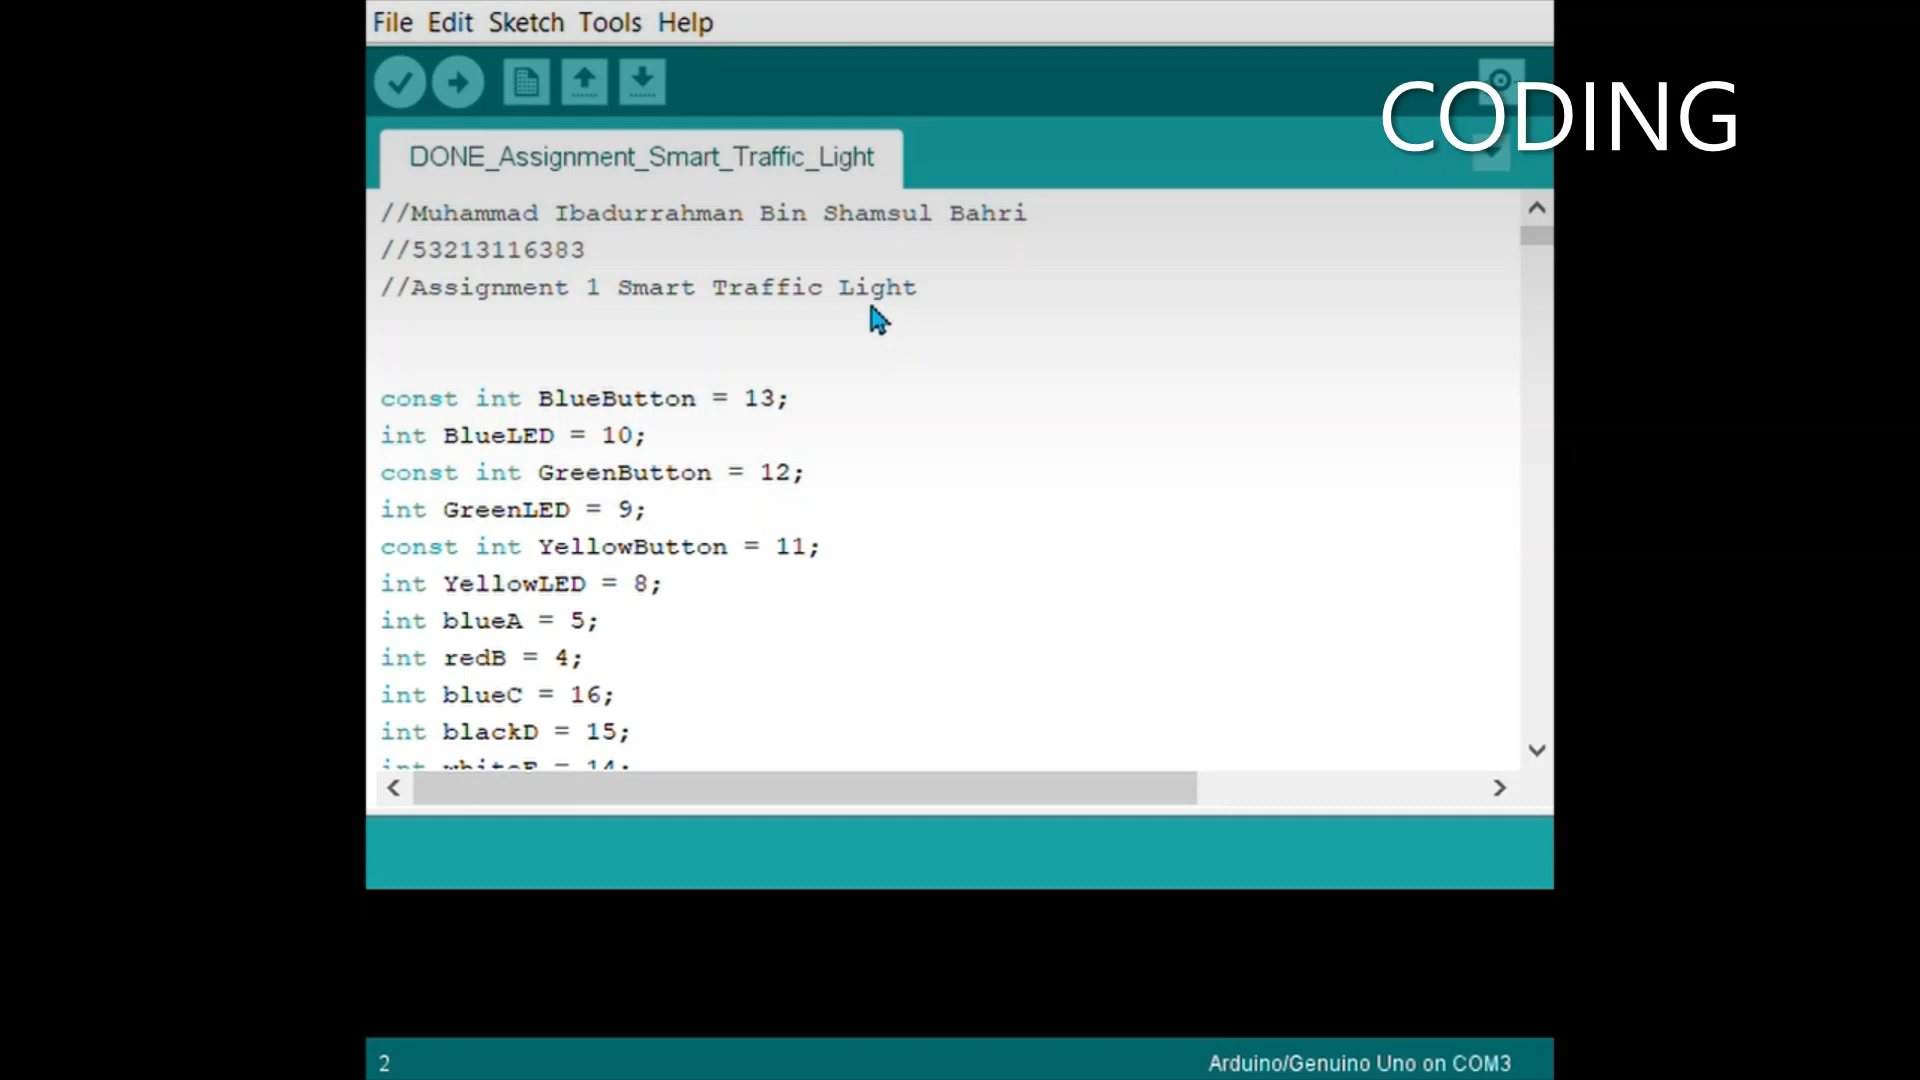 File Edit Sketch Tools Help
CODING
DONE_Assignment_Smart_Traffic_Light
//Muhammad Ibadurrahman Bin Shamsul Bahri
//53213116383
//Assignment 1 Smart Traffic Light
const int BlueButton = 13;
int BlueLED = 10;
const int GreenButton = 12;
int GreenLED = 9;
const int YellowButton = 11;
int YellowLED = 8;
int blueA = 5;
int redB = 4;
int blueC = 16;
int blackD = 15;
int whiteE = 14;
2
Arduino/Genuino Uno on COM3